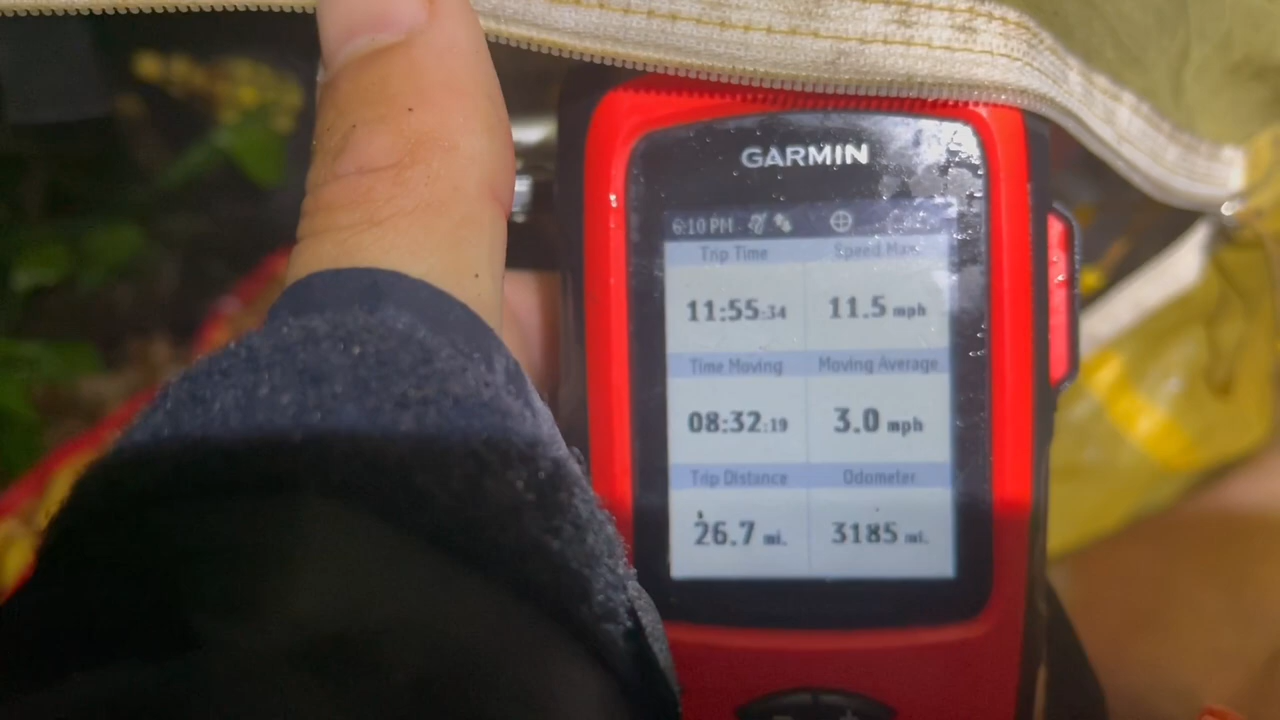 GARMIN
6:10 PM
Trip Time Speed Max
11:55:34 11.5 mph
Time Moving Moving Average
08:32:19 3.0 mph
Trip Distance Odometer
26.7 mi. 3185 mi.